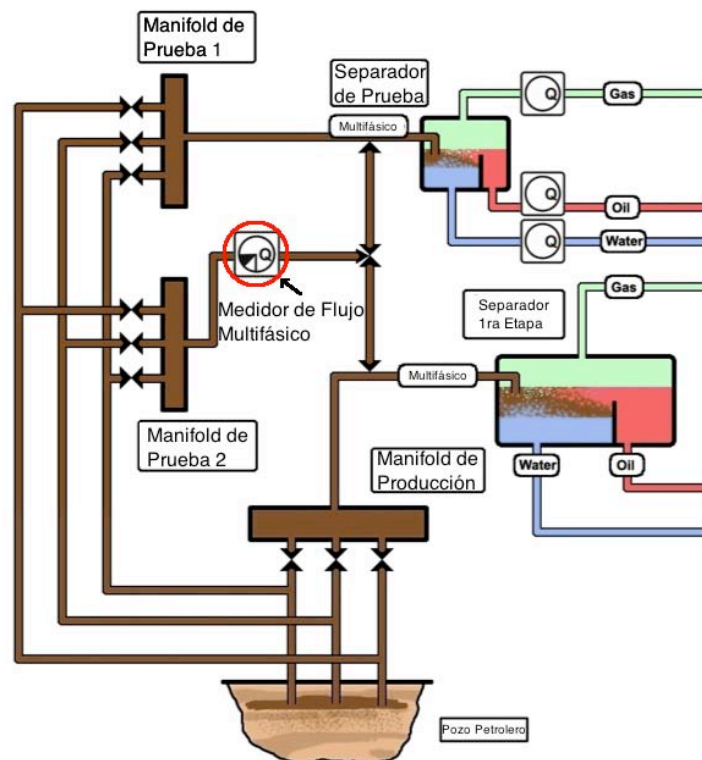 Manifold de
Prueba 1
Separador
de Prueba
Multifásico
Q
Gas
Q
Oil
Q
Water
Q
Medidor de Flujo
Multifásico
Separador
1ra Etapa
Gas
Multifásico
Manifold de
Prueba 2
Manifold de
Producción
Water
Oil
Pozo Petrolero